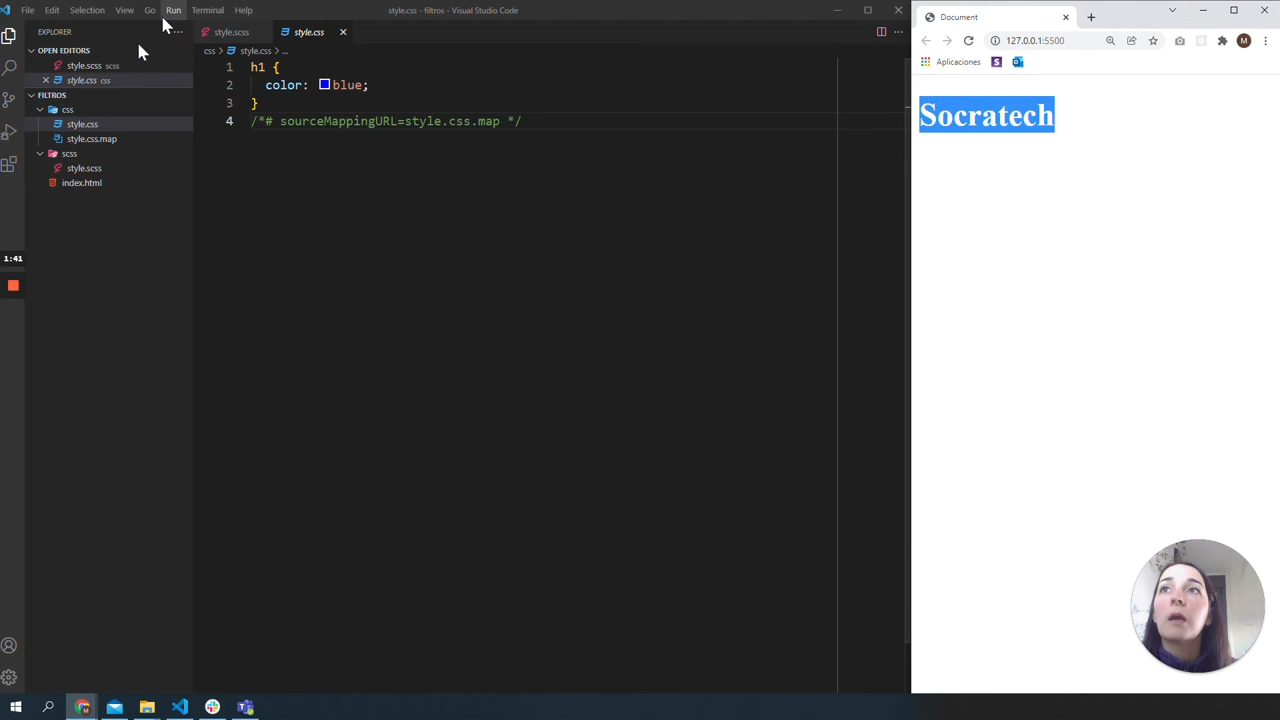 File Edit Selection View Go Run Terminal Help
style.css - filtros - Visual Studio Code
EXPLORER
OPEN EDITORS
style.scss scss
style.css css
FILTROS
css
style.css
style.css.map
scss
style.scss
index.html
1:41
style.scss
style.css
css > style.css > ...
1 h1 {
2 color: blue;
3 }
4 /*# sourceMappingURL=style.css.map */
Document
127.0.0.1:5500
M
Aplicaciones
S
Socratech